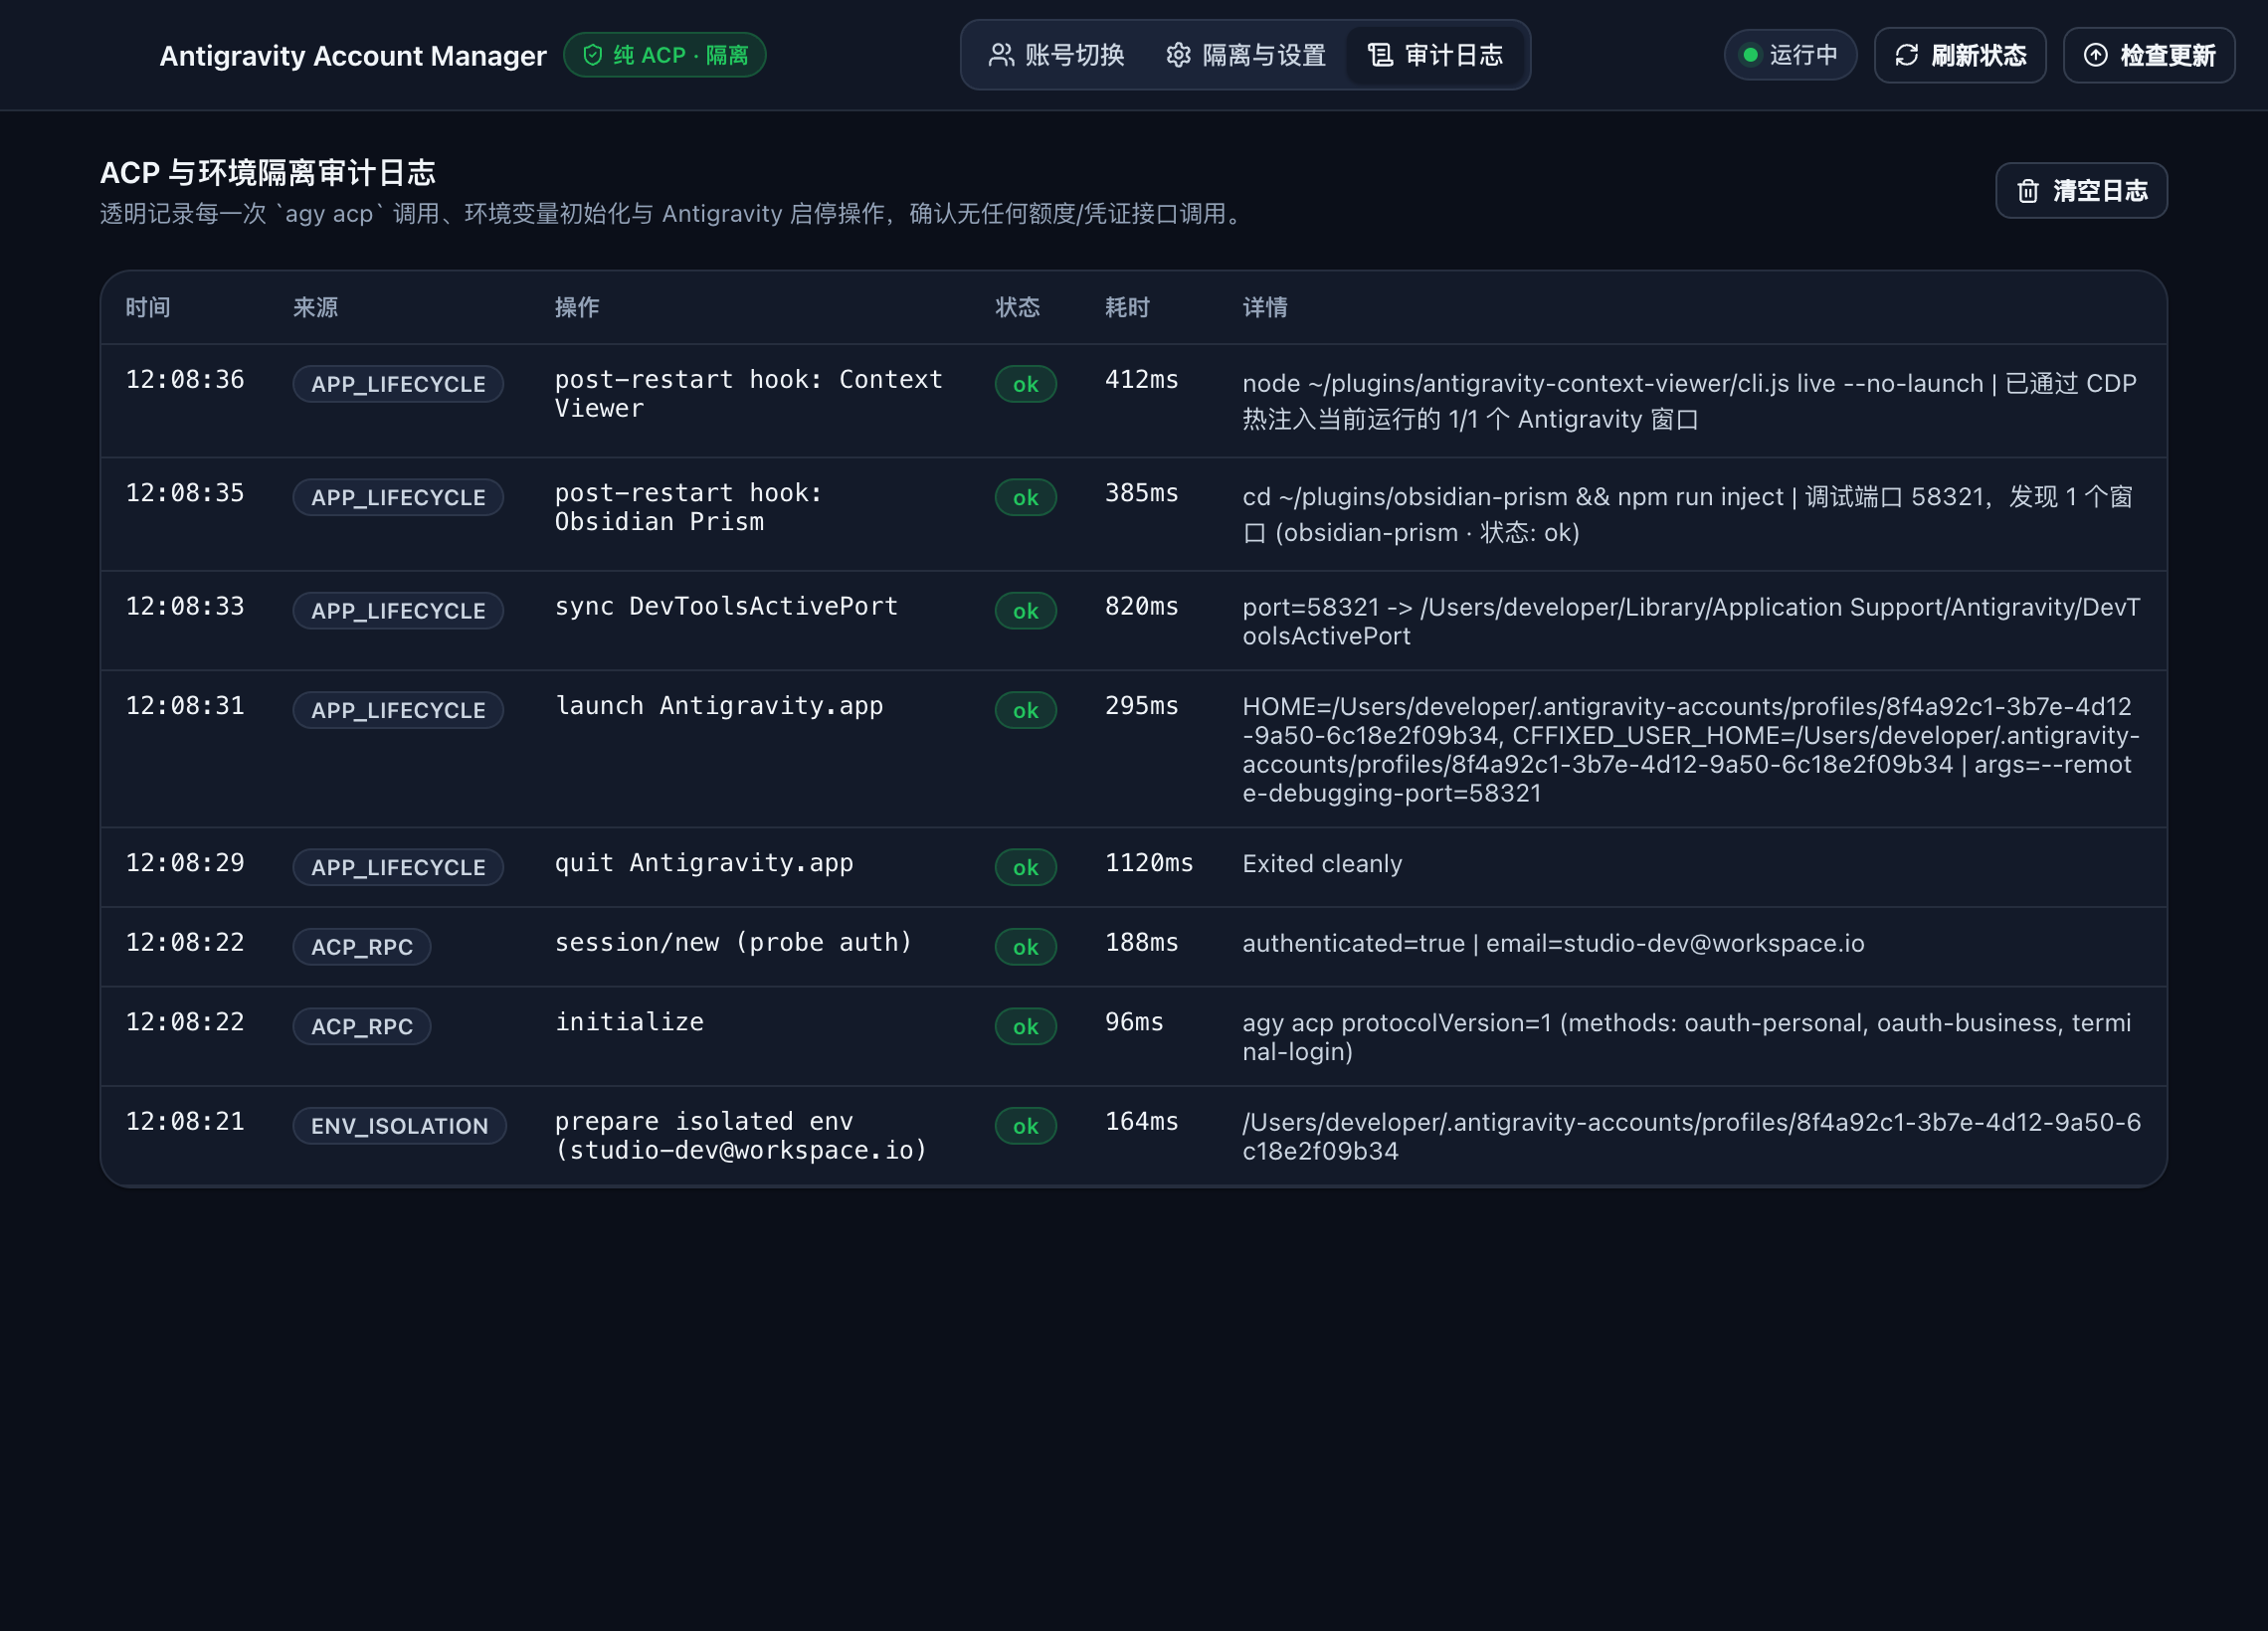 Antigravity Account Manager
纯 ACP · 隔离
账号切换
隔离与设置
审计日志
运行中
刷新状态
检查更新
ACP 与环境隔离审计日志
透明记录每一次 `agy acp` 调用、环境变量初始化与 Antigravity 启停操作，确认无任何额度/凭证接口调用。
清空日志
时间 来源 操作 状态 耗时 详情
12:08:36 APP_LIFECYCLE post-restart hook: Context
Viewer
ok 412ms node ~/plugins/antigravity-context-viewer/cli.js live --no-launch | 已通过 CDP
热注入当前运行的 1/1 个 Antigravity 窗口
12:08:35 APP_LIFECYCLE post-restart hook:
Obsidian Prism
ok 385ms cd ~/plugins/obsidian-prism && npm run inject | 调试端口 58321，发现 1 个窗
口 (obsidian-prism · 状态: ok)
12:08:33 APP_LIFECYCLE sync DevToolsActivePort ok 820ms port=58321 -> /Users/developer/Library/Application Support/Antigravity/DevT
oolsActivePort
12:08:31 APP_LIFECYCLE launch Antigravity.app ok 295ms HOME=/Users/developer/.antigravity-accounts/profiles/8f4a92c1-3b7e-4d12
-9a50-6c18e2f09b34, CFFIXED_USER_HOME=/Users/developer/.antigravity-
accounts/profiles/8f4a92c1-3b7e-4d12-9a50-6c18e2f09b34 | args=--remot
e-debugging-port=58321
12:08:29 APP_LIFECYCLE quit Antigravity.app ok 1120ms Exited cleanly
12:08:22 ACP_RPC session/new (probe auth) ok 188ms authenticated=true | email=studio-dev@workspace.io
12:08:22 ACP_RPC initialize ok 96ms agy acp protocolVersion=1 (methods: oauth-personal, oauth-business, termi
nal-login)
12:08:21 ENV_ISOLATION prepare isolated env
(studio-dev@workspace.io)
ok 164ms /Users/developer/.antigravity-accounts/profiles/8f4a92c1-3b7e-4d12-9a50-6
c18e2f09b34